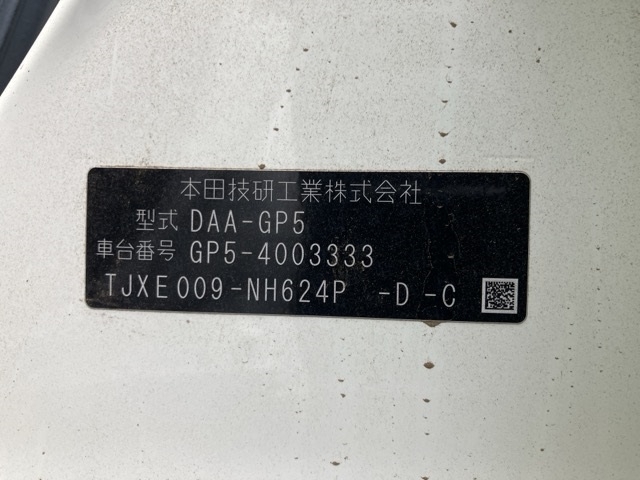 本田技研工業株式会社
型式 DAA-GP5
車台番号 GP5-4003333
TJXE009-NH624P -D -C